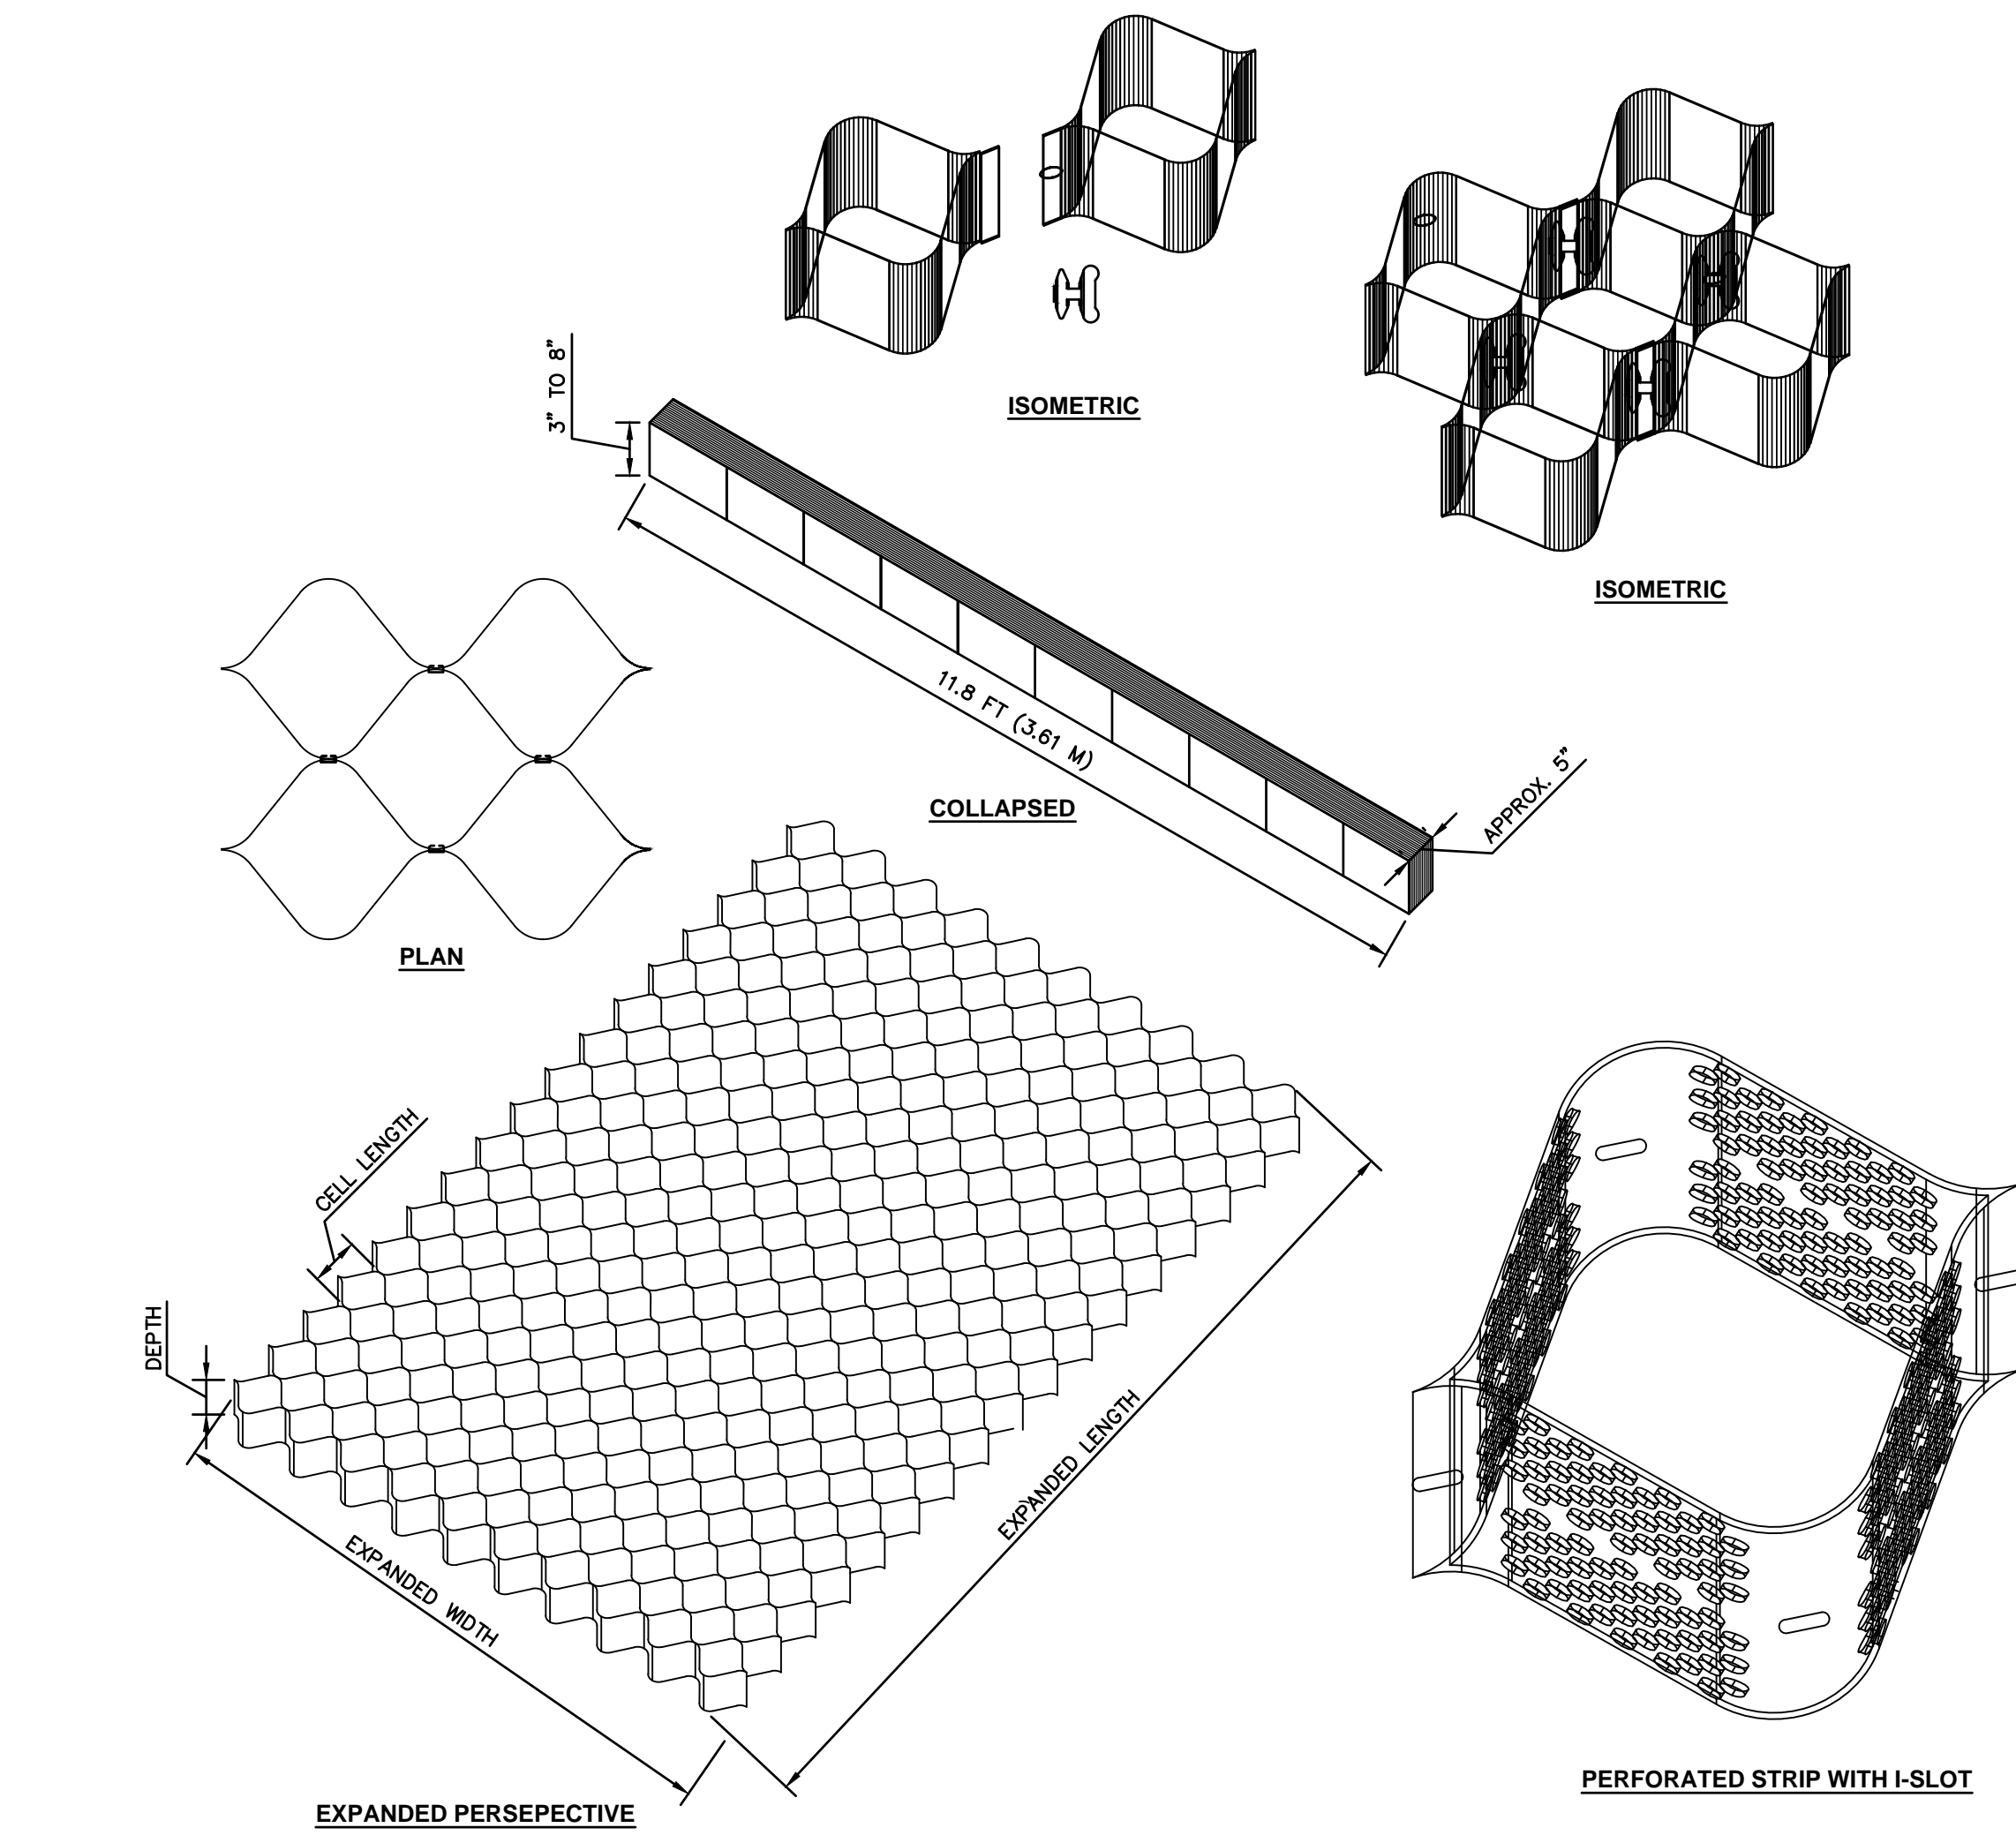 3" TO 8"
ISOMETRIC
ISOMETRIC
11.8 FT (3.61 M)
APPROX. 5"
COLLAPSED
PLAN
CELL LENGTH
DEPTH
EXPANDED LENGTH
EXPANDED WIDTH
PERFORATED STRIP WITH I-SLOT
EXPANDED PERSEPECTIVE